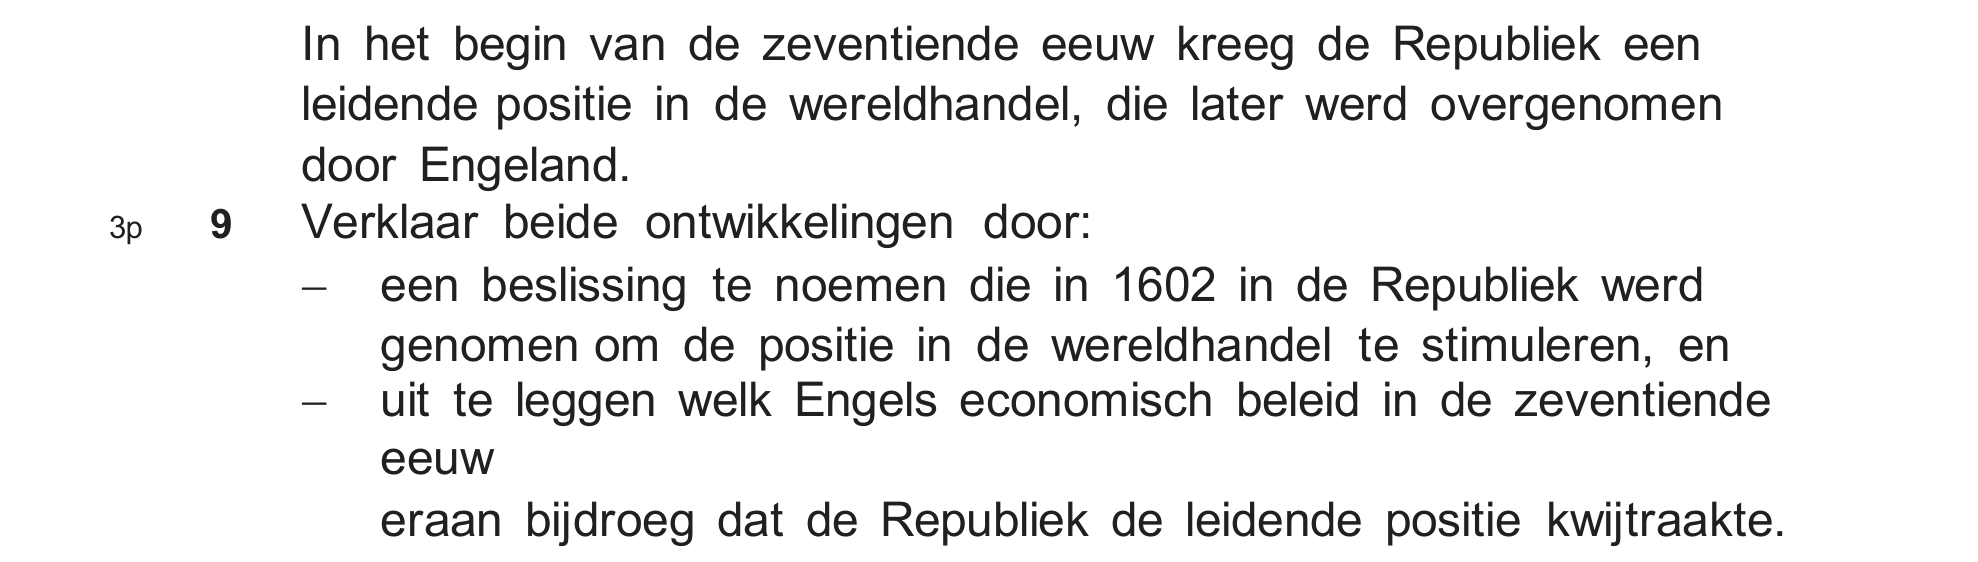 In het begin van de zeventiende eeuw kreeg de Republiek een
leidende positie in de wereldhandel, die later werd overgenomen
door Engeland.
3p 9 Verklaar beide ontwikkelingen door:
– een beslissing te noemen die in 1602 in de Republiek werd
genomen om de positie in de wereldhandel te stimuleren, en
– uit te leggen welk Engels economisch beleid in de zeventiende
eeuw
eraan bijdroeg dat de Republiek de leidende positie kwijtraakte.